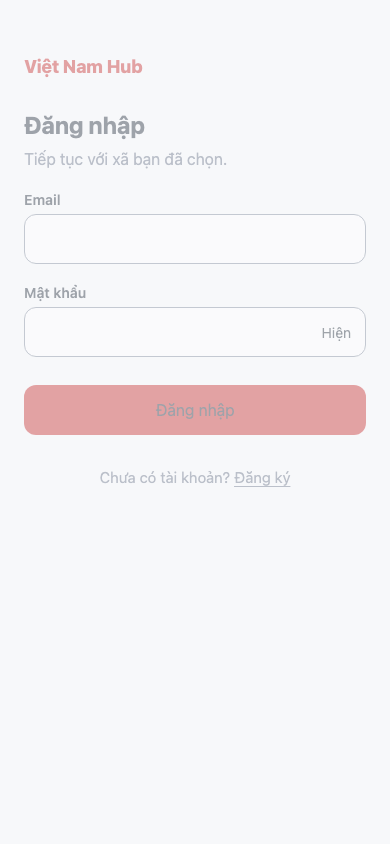 Việt Nam Hub
Đăng nhập
Tiếp tục với xã bạn đã chọn.
Email
Mật khẩu
Hiện
Đăng nhập
Chưa có tài khoản? Đăng ký